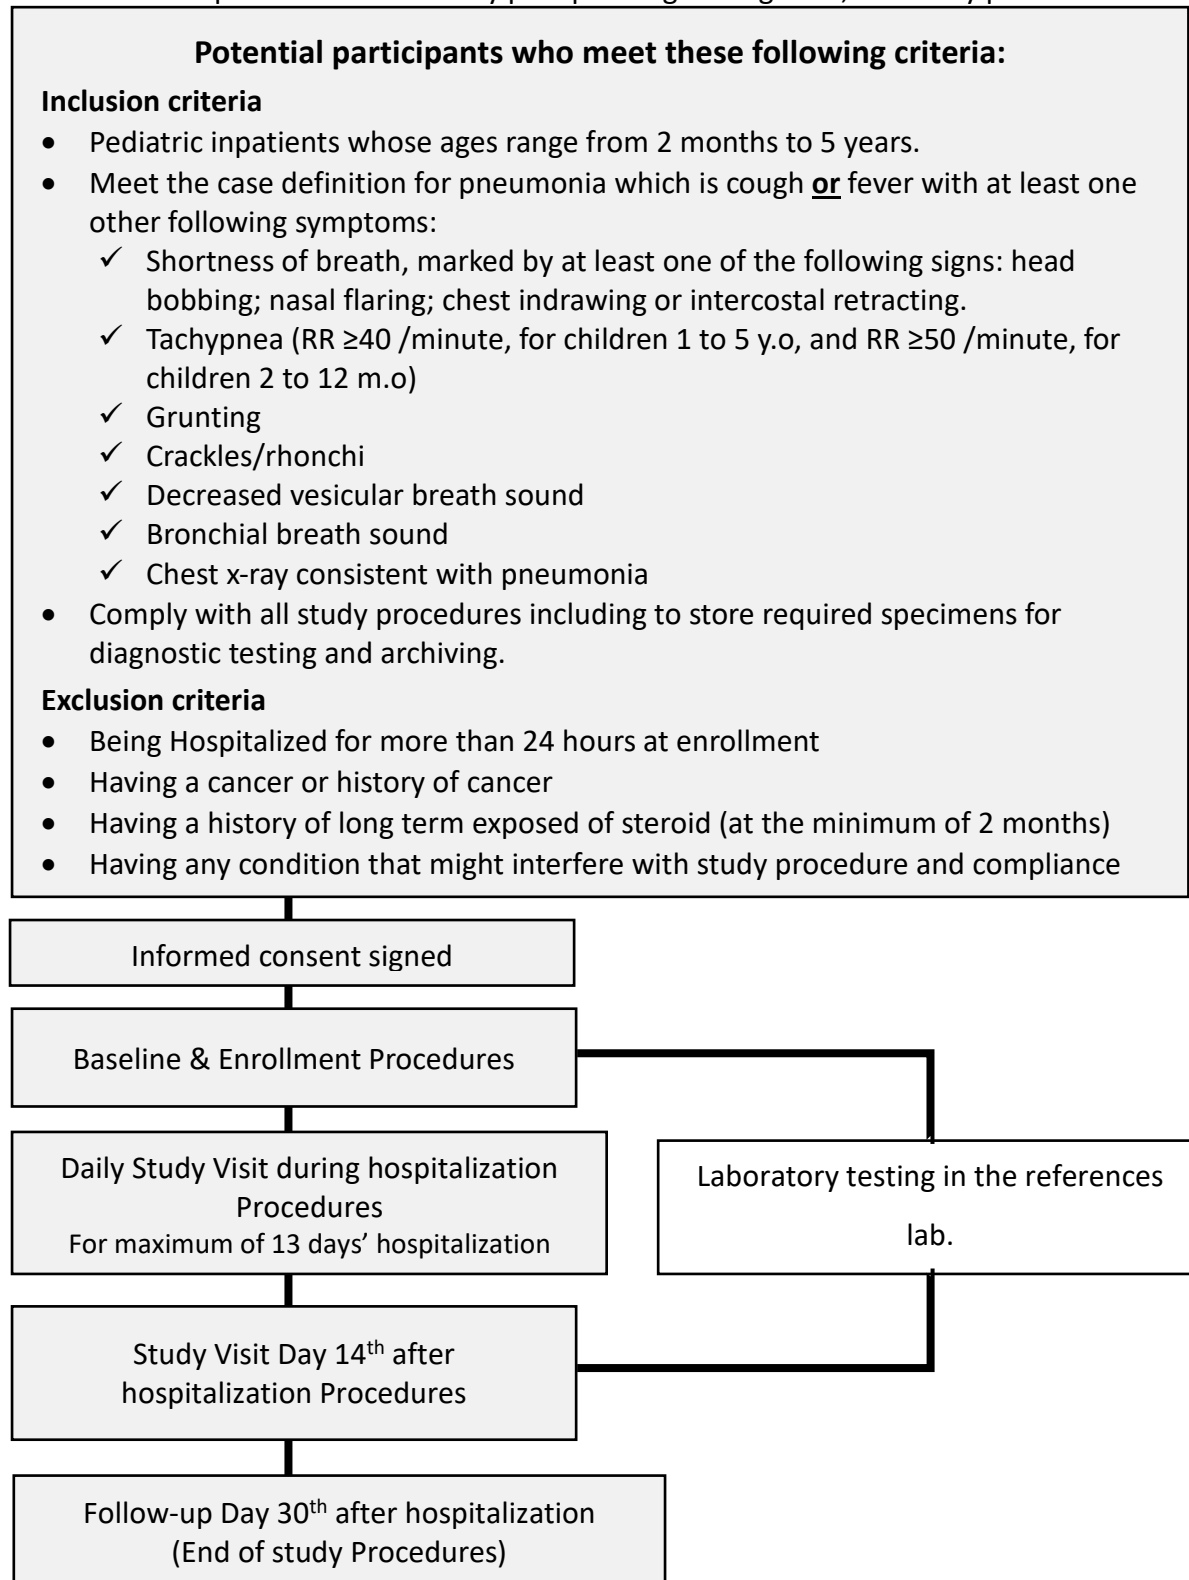 Potential participants who meet these following criteria:
Inclusion criteria
• Pediatric inpatients whose ages range from 2 months to 5 years.
• Meet the case definition for pneumonia which is cough or fever with at least one
other following symptoms:
✓ Shortness of breath, marked by at least one of the following signs: head
bobbing; nasal flaring; chest indrawing or intercostal retracting.
✓ Tachypnea (RR ≥40 /minute, for children 1 to 5 y.o, and RR ≥50 /minute, for
children 2 to 12 m.o)
✓ Grunting
✓ Crackles/rhonchi
✓ Decreased vesicular breath sound
✓ Bronchial breath sound
✓ Chest x-ray consistent with pneumonia
• Comply with all study procedures including to store required specimens for
diagnostic testing and archiving.
Exclusion criteria
• Being Hospitalized for more than 24 hours at enrollment
• Having a cancer or history of cancer
• Having a history of long term exposed of steroid (at the minimum of 2 months)
• Having any condition that might interfere with study procedure and compliance
Informed consent signed
Baseline & Enrollment Procedures
Daily Study Visit during hospitalization
Procedures
For maximum of 13 days’ hospitalization
Laboratory testing in the references
lab.
Study Visit Day 14th after
hospitalization Procedures
Follow-up Day 30th after hospitalization
(End of study Procedures)